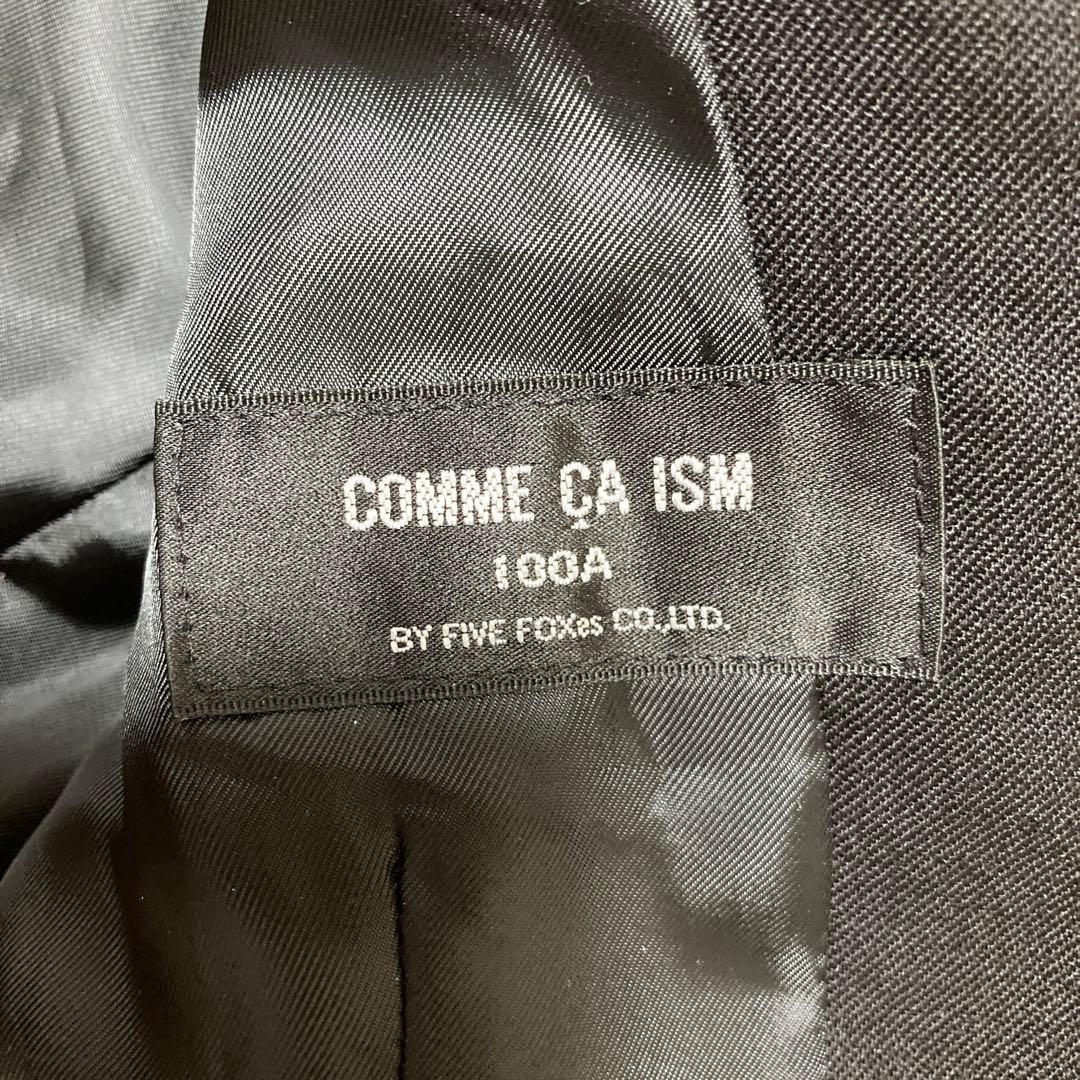 COMME ÇA ISM
100A
BY FIVE FOXes CO.,LTD.